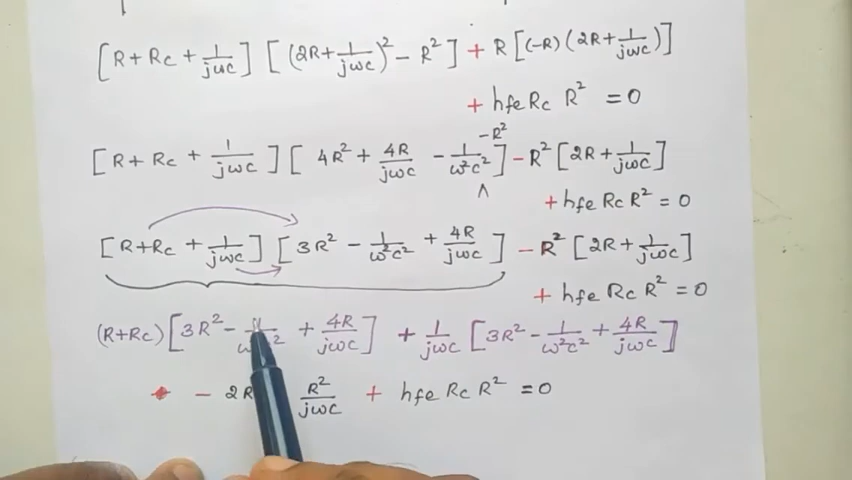 [R + Rc + 1/jωc] [(2R + 1/jωc)² - R²] + R[(-R)(2R + 1/jωc)]
+ hfe Rc R² = 0
[R + Rc + 1/jωc] [4R² + 4R/jωc - 1/ω²c² - R²] - R²[2R + 1/jωc]
+ hfe Rc R² = 0
[R + Rc + 1/jωc] [3R² - 1/ω²c² + 4R/jωc] - R²[2R + 1/jωc]
+ hfe Rc R² = 0
(R+Rc)[3R² - + 4R/jωc] + 1/jωc [3R² - 1/ω²c² + 4R/jωc]
- 2R R²/jωc + hfe Rc R² = 0